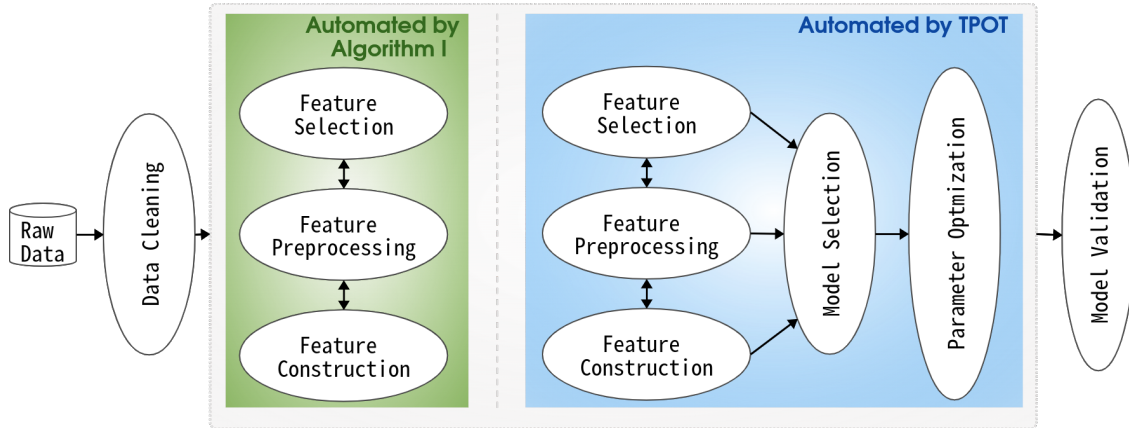 Automated by
Algorithm I
Automated by TPOT
Raw
Data
Data Cleaning
Feature
Selection
Feature
Preprocessing
Feature
Construction
Feature
Selection
Feature
Preprocessing
Feature
Construction
Model Selection
Parameter Optmization
Model Validation